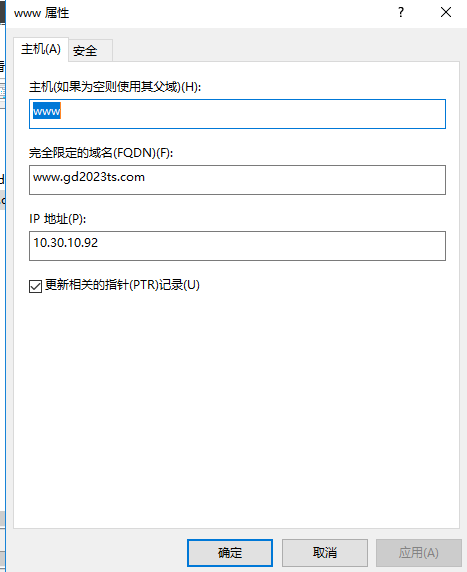 www 属性
?
主机(A)
安全
主机(如果为空则使用其父域)(H):
www
完全限定的域名(FQDN)(F):
www.gd2023ts.com
IP 地址(P):
10.30.10.92
更新相关的指针(PTR)记录(U)
确定
取消
应用(A)